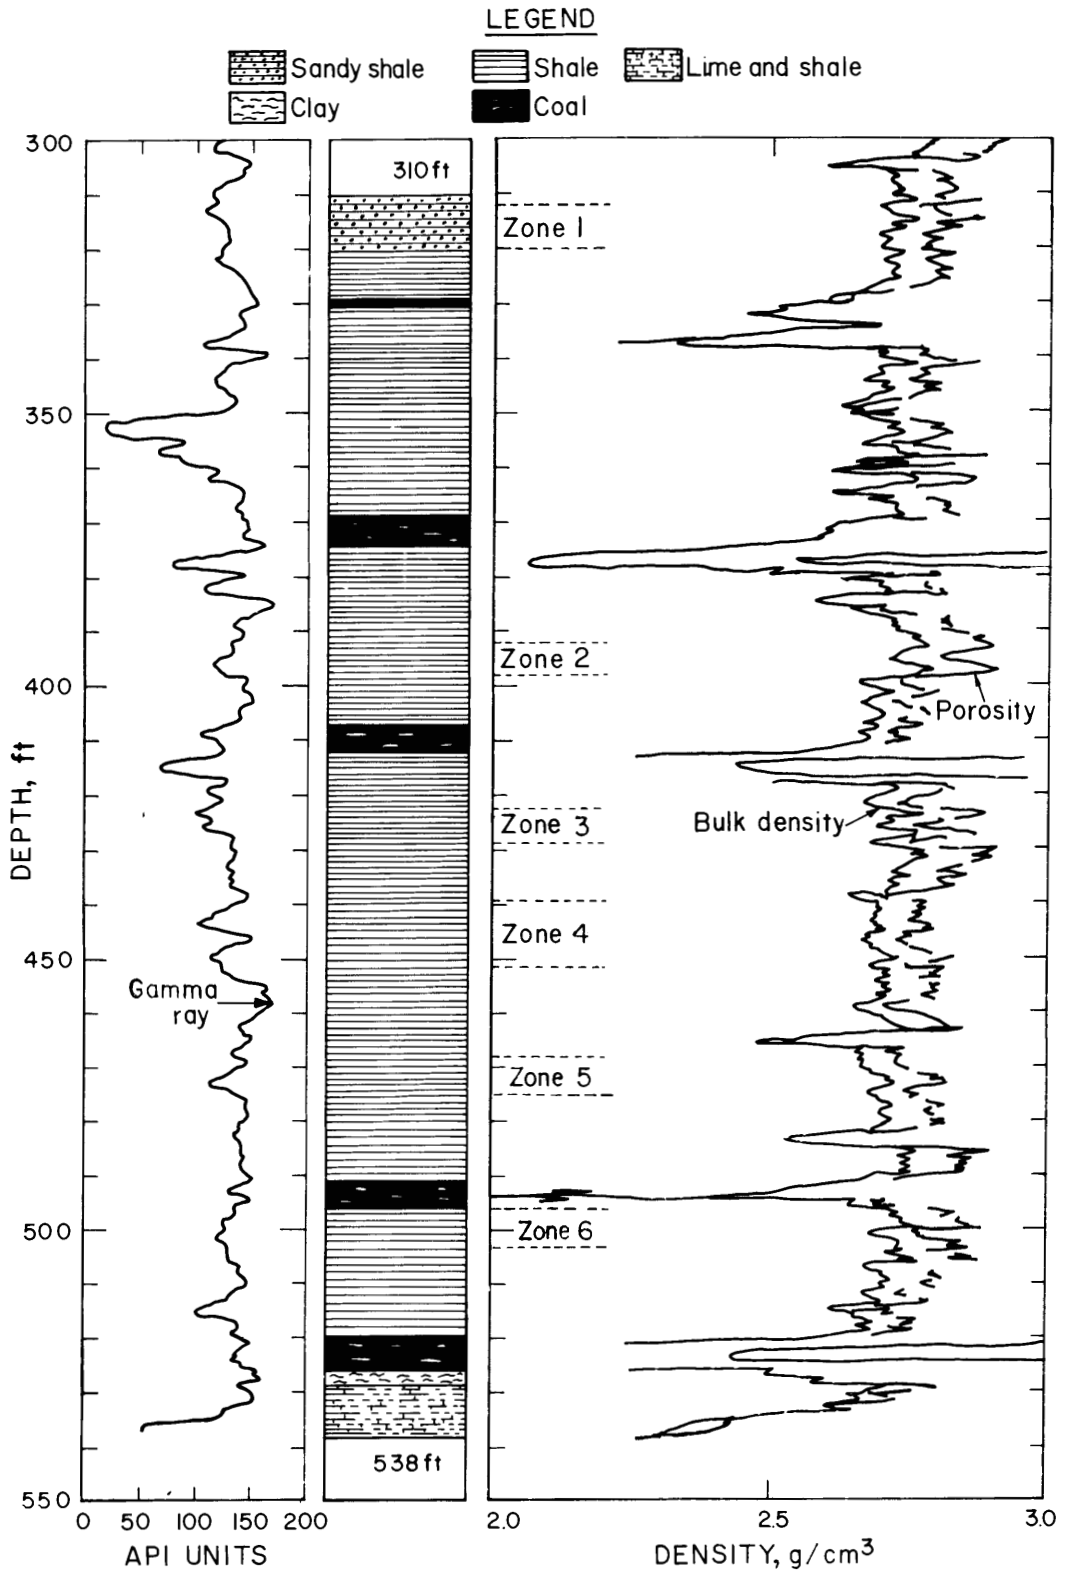 LEGEND
Sandy shale
Shale
Lime and shale
Clay
Coal
300
350
400
450
500
550
DEPTH, ft
310 ft
538 ft
Zone 1
Zone 2
Porosity
Bulk density
Zone 3
Zone 4
Gamma
ray
Zone 5
Zone 6
0 50 100 150 200
API UNITS
2.0 2.5 3.0
DENSITY, g/cm³